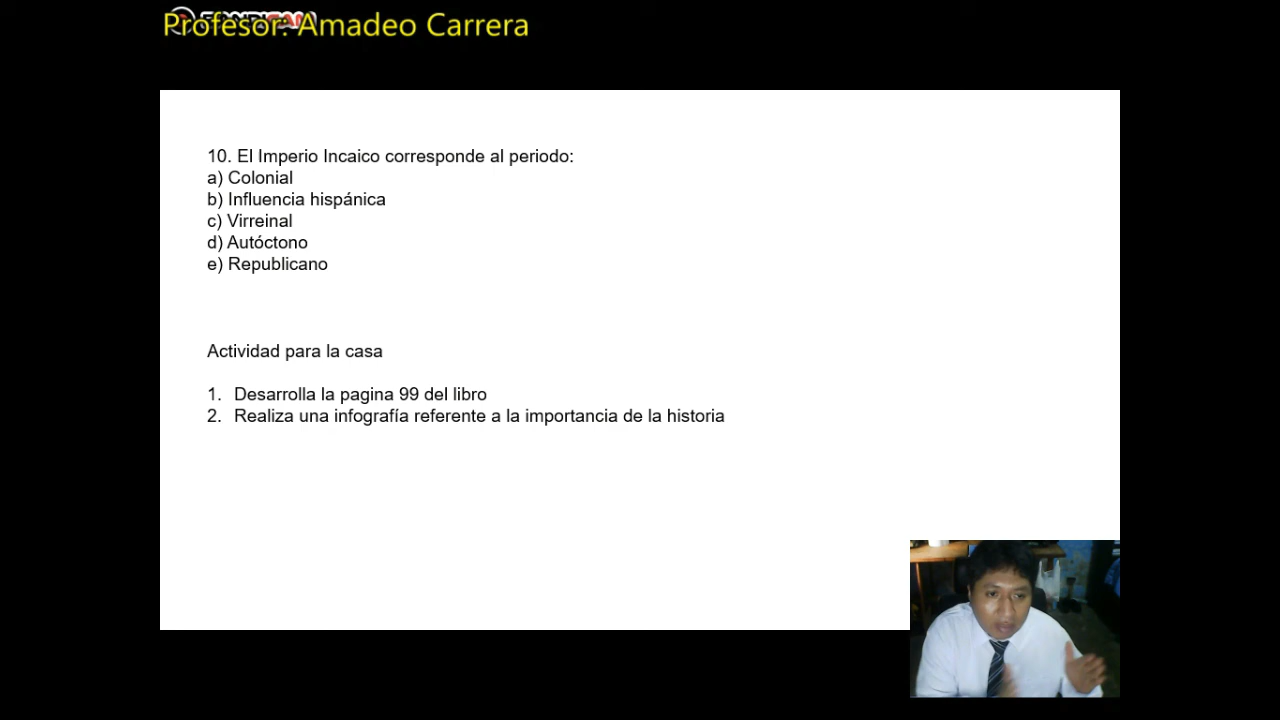 Profesor: Amadeo Carrera
10. El Imperio Incaico corresponde al periodo:
a) Colonial
b) Influencia hispánica
c) Virreinal
d) Autóctono
e) Republicano
Actividad para la casa
1. Desarrolla la pagina 99 del libro
2. Realiza una infografía referente a la importancia de la historia